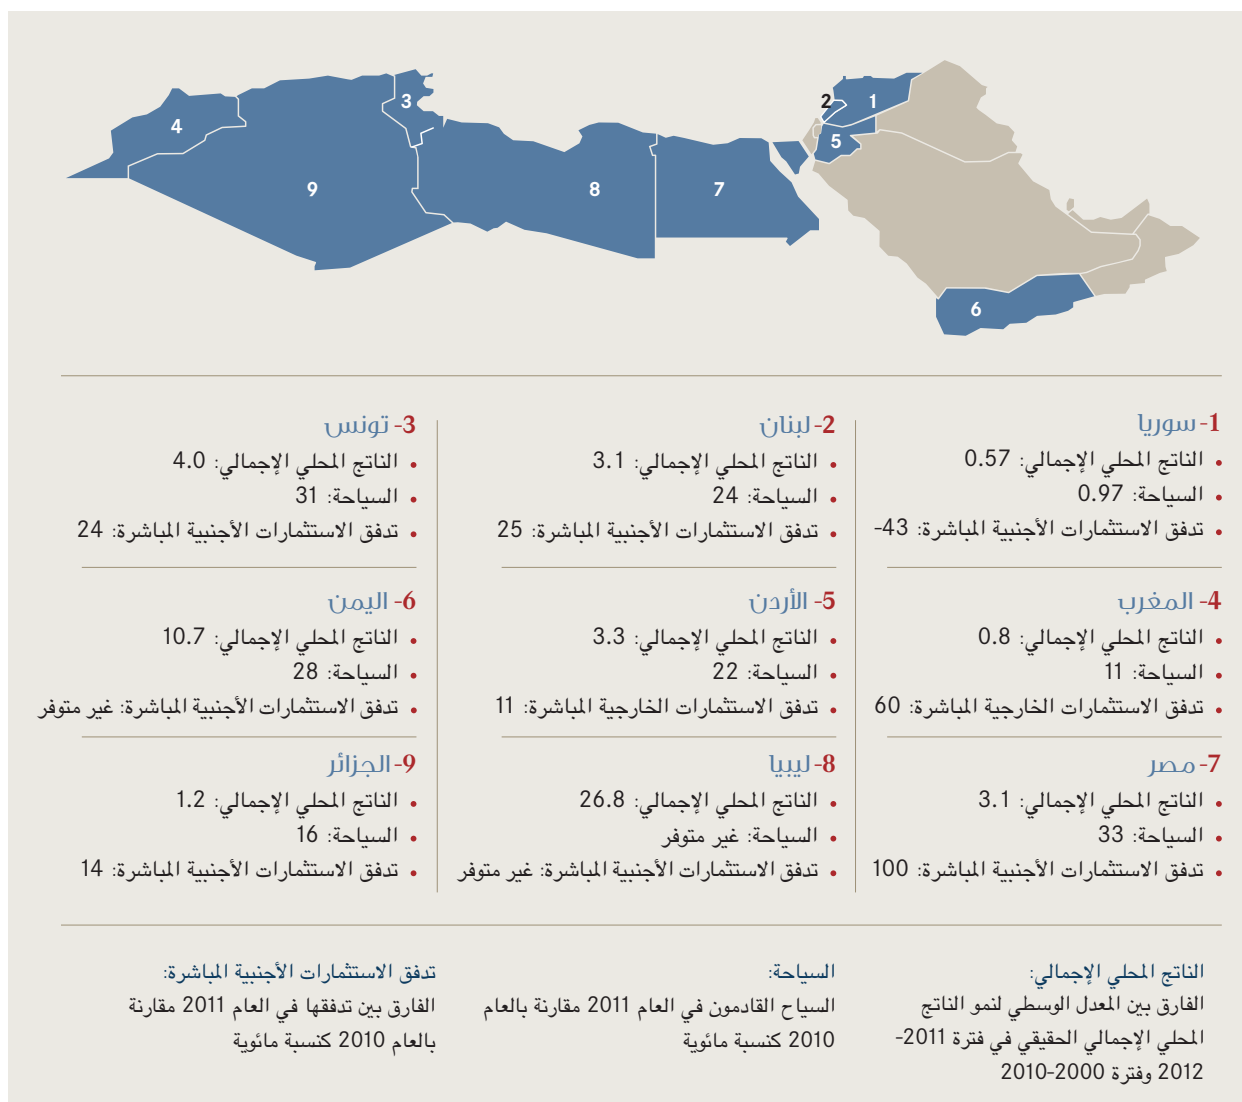 4
3
2
1
5
9
8
7
6
1- سوريا
• الناتج المحلي الإجمالي: 0.57
• السياحة: 0.97
• تدفق الاستثمارات الأجنبية المباشرة: 43-
2- لبنان
• الناتج المحلي الإجمالي: 3.1
• السياحة: 24
• تدفق الاستثمارات الأجنبية المباشرة: 25
3- تونس
• الناتج المحلي الإجمالي: 4.0
• السياحة: 31
• تدفق الاستثمارات الأجنبية المباشرة: 24
4- المغرب
• الناتج المحلي الإجمالي: 0.8
• السياحة: 11
• تدفق الاستثمارات الخارجية المباشرة: 60
5- الأردن
• الناتج المحلي الإجمالي: 3.3
• السياحة: 22
• تدفق الاستثمارات الخارجية المباشرة: 11
6- اليمن
• الناتج المحلي الإجمالي: 10.7
• السياحة: 28
• تدفق الاستثمارات الأجنبية المباشرة: غير متوفر
7- مصر
• الناتج المحلي الإجمالي: 3.1
• السياحة: 33
• تدفق الاستثمارات الأجنبية المباشرة: 100
8- ليبيا
• الناتج المحلي الإجمالي: 26.8
• السياحة: غير متوفر
• تدفق الاستثمارات الأجنبية المباشرة: غير متوفر
9- الجزائر
• الناتج المحلي الإجمالي: 1.2
• السياحة: 16
• تدفق الاستثمارات الأجنبية المباشرة: 14
الناتج المحلي الإجمالي:
الفارق بين المعدل الوسطي لنمو الناتج
المحلي الإجمالي الحقيقي في فترة 2011-
2012 وفترة 2000-2010
السياحة:
السياح القادمون في العام 2011 مقارنة بالعام
2010 كنسبة مائوية
تدفق الاستثمارات الأجنبية المباشرة:
الفارق بين تدفقها في العام 2011 مقارنة
بالعام 2010 كنسبة مائوية